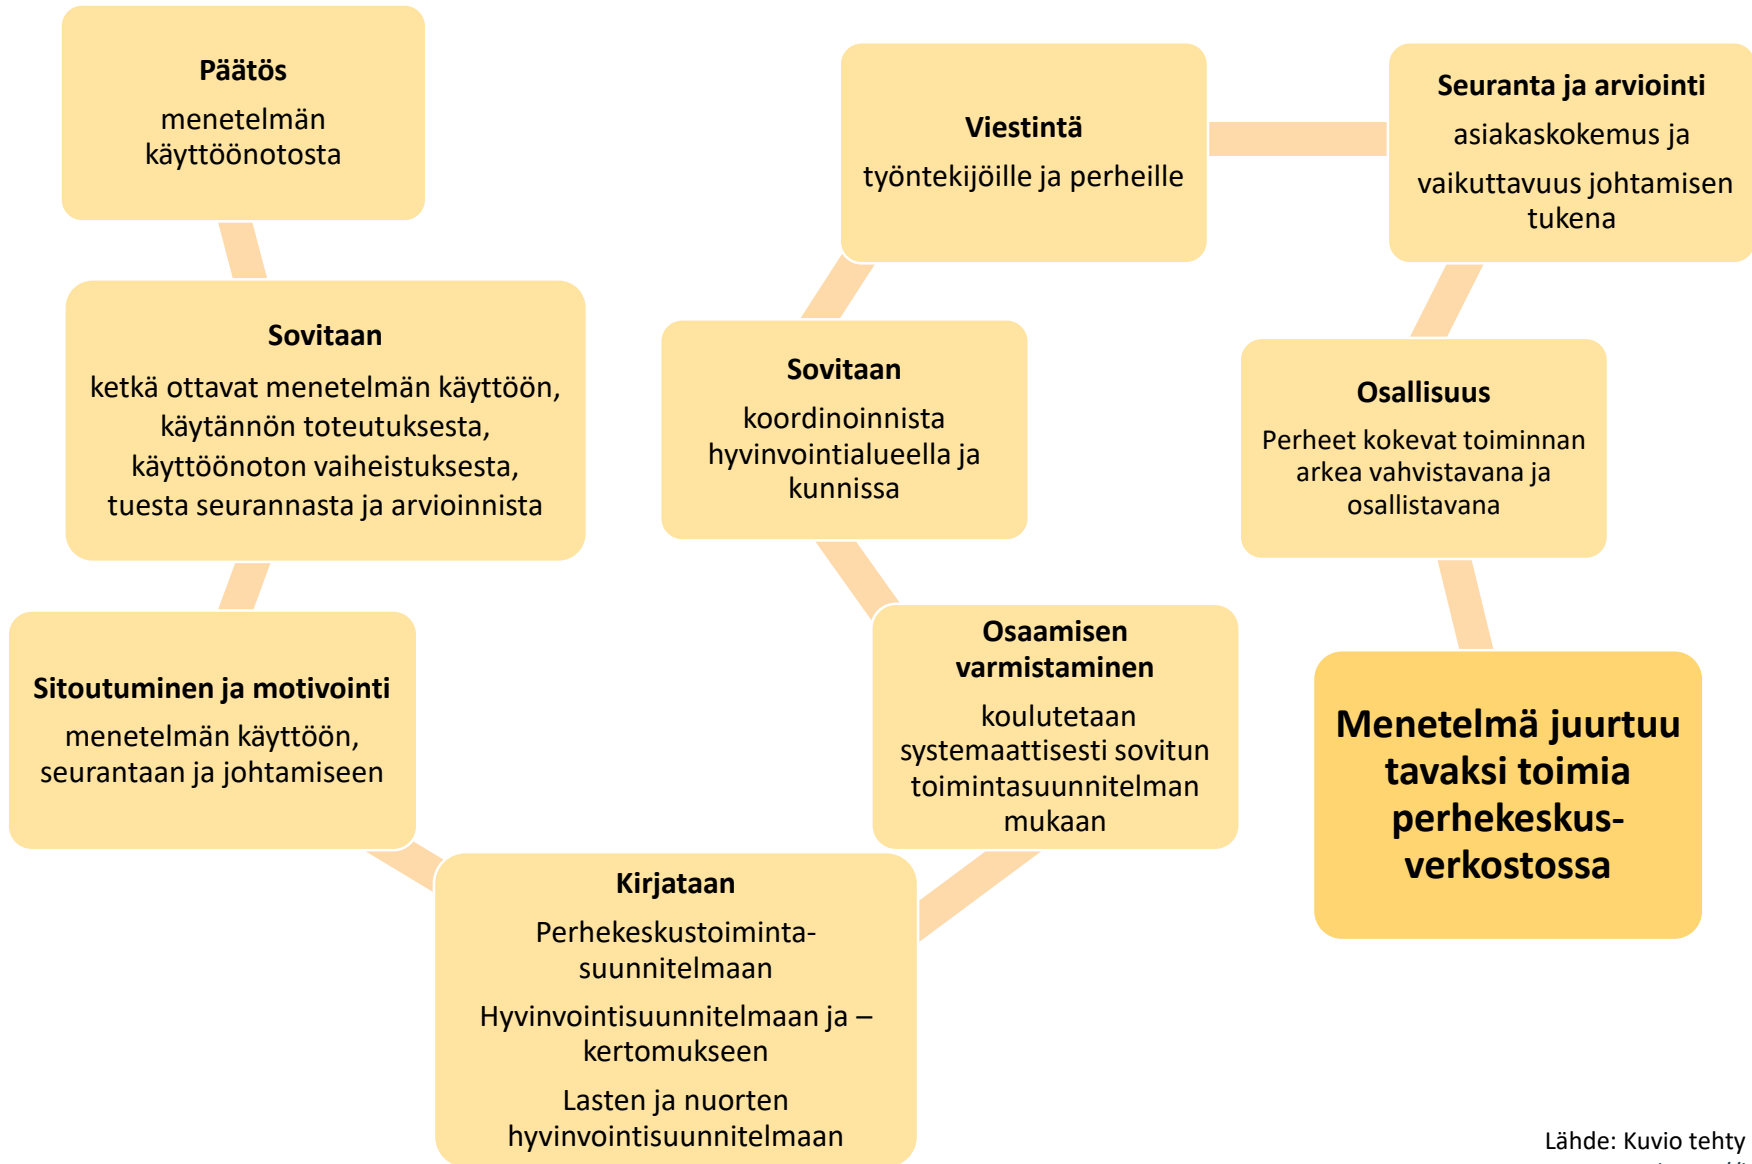 Päätös
menetelmän
käyttöönotosta
Sovitaan
ketkä ottavat menetelmän käyttöön,
käytännön toteutuksesta,
käyttöönoton vaiheistuksesta,
tuesta seurannasta ja arvioinnista
Sitoutuminen ja motivointi
menetelmän käyttöön,
seurantaan ja johtamiseen
Kirjataan
Perhekeskustoiminta-
suunnitelmaan
Hyvinvointisuunnitelmaan ja –
kertomukseen
Lasten ja nuorten
hyvinvointisuunnitelmaan
Osaamisen
varmistaminen
koulutetaan
systemaattisesti sovitun
toimintasuunnitelman
mukaan
Sovitaan
koordinoinnista
hyvinvointialueella ja
kunnissa
Viestintä
työntekijöille ja perheille
Seuranta ja arviointi
asiakaskokemus ja
vaikuttavuus johtamisen
tukena
Osallisuus
Perheet kokevat toiminnan
arkea vahvistavana ja
osallistavana
Menetelmä juurtuu
tavaksi toimia
perhekeskus-
verkostossa
Lähde: Kuvio tehty